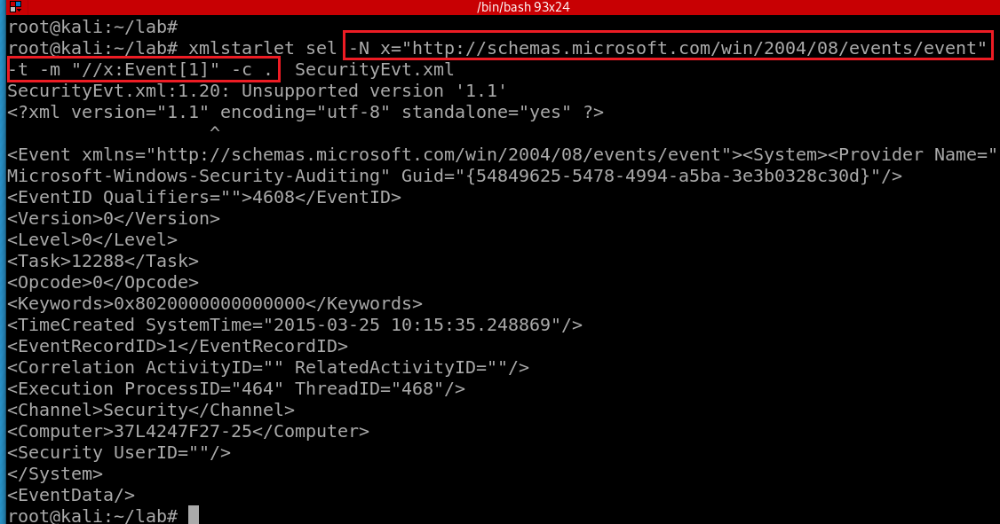 /bin/bash 93x24
root@kali:~/lab#
root@kali:~/lab# xmlstarlet sel -N x="http://schemas.microsoft.com/win/2004/08/events/event"
-t -m "//x:Event[1]" -c .  SecurityEvt.xml
SecurityEvt.xml:1.20: Unsupported version '1.1'
<?xml version="1.1" encoding="utf-8" standalone="yes" ?>
                   ^
<Event xmlns="http://schemas.microsoft.com/win/2004/08/events/event"><System><Provider Name="
Microsoft-Windows-Security-Auditing" Guid="{54849625-5478-4994-a5ba-3e3b0328c30d}"/>
<EventID Qualifiers="">4608</EventID>
<Version>0</Version>
<Level>0</Level>
<Task>12288</Task>
<Opcode>0</Opcode>
<Keywords>0x8020000000000000</Keywords>
<TimeCreated SystemTime="2015-03-25 10:15:35.248869"/>
<EventRecordID>1</EventRecordID>
<Correlation ActivityID="" RelatedActivityID=""/>
<Execution ProcessID="464" ThreadID="468"/>
<Channel>Security</Channel>
<Computer>37L4247F27-25</Computer>
<Security UserID=""/>
</System>
<EventData/>
root@kali:~/lab#